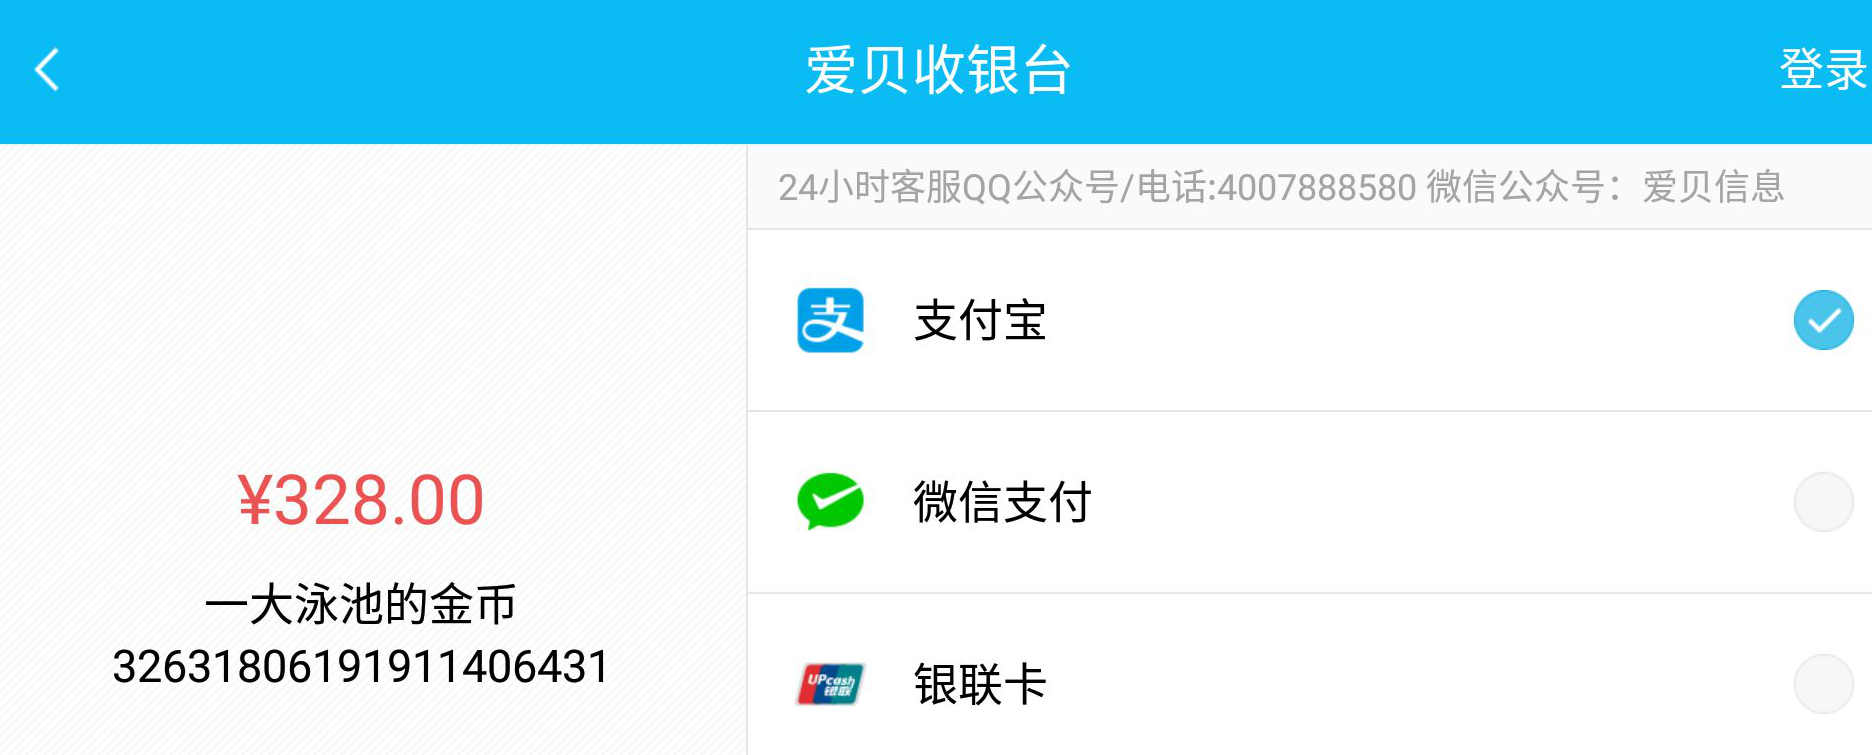 爱贝收银台
登录
24小时客服QQ公众号/电话:4007888580 微信公众号：爱贝信息
支付宝
微信支付
银联卡
UPcash
银联
¥328.00
一大泳池的金币
32631806191911406431